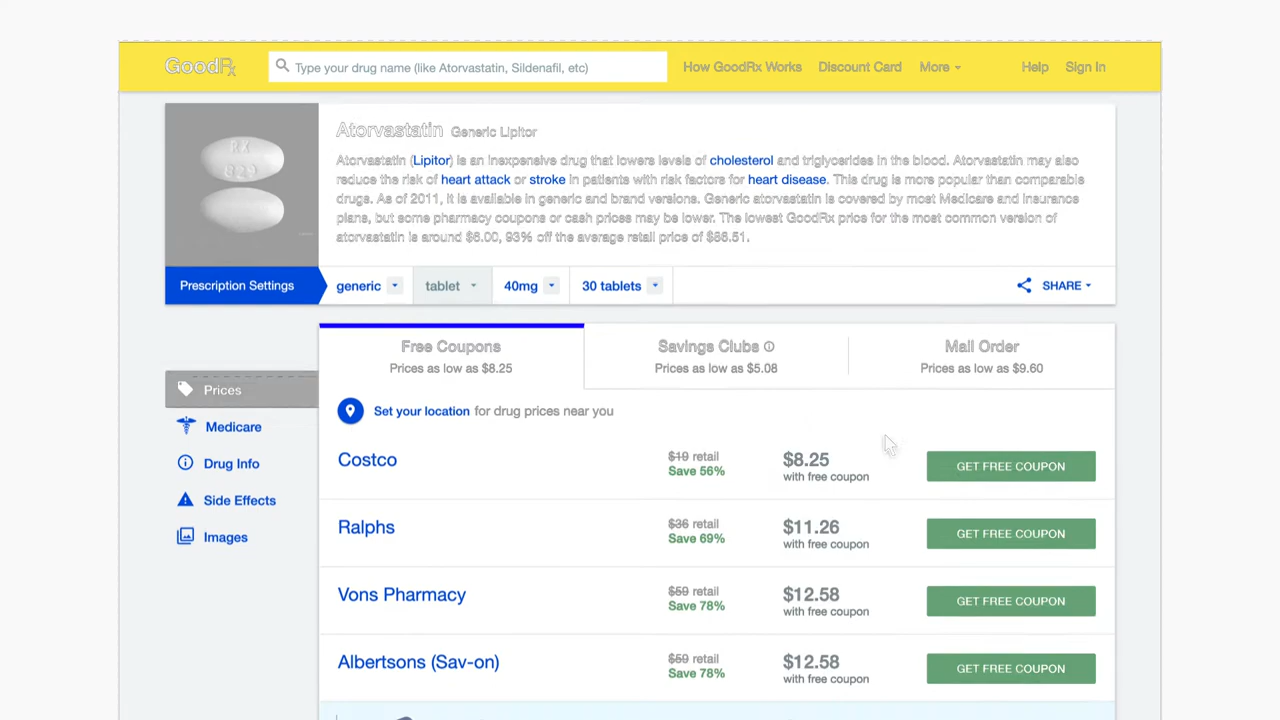 GoodRx
Type your drug name (like Atorvastatin, Sildenafil, etc)
How GoodRx Works
Discount Card
More
Help
Sign In
RX
829
Atorvastatin Generic Lipitor
Atorvastatin (Lipitor) is an inexpensive drug that lowers levels of cholesterol and triglycerides in the blood. Atorvastatin may also
reduce the risk of heart attack or stroke in patients with risk factors for heart disease. This drug is more popular than comparable
drugs. As of 2011, it is available in generic and brand versions. Generic atorvastatin is covered by most Medicare and insurance
plans, but some pharmacy coupons or cash prices may be lower. The lowest GoodRx price for the most common version of
atorvastatin is around $6.00, 93% off the average retail price of $86.51.
Prescription Settings
generic
tablet
40mg
30 tablets
SHARE
Free Coupons
Prices as low as $8.25
Savings Clubs
Prices as low as $5.08
Mail Order
Prices as low as $9.60
Prices
Medicare
Drug Info
Side Effects
Images
Set your location for drug prices near you
Costco
$19 retail
Save 56%
$8.25
with free coupon
GET FREE COUPON
Ralphs
$36 retail
Save 69%
$11.26
with free coupon
GET FREE COUPON
Vons Pharmacy
$59 retail
Save 78%
$12.58
with free coupon
GET FREE COUPON
Albertsons (Sav-on)
$59 retail
Save 78%
$12.58
with free coupon
GET FREE COUPON